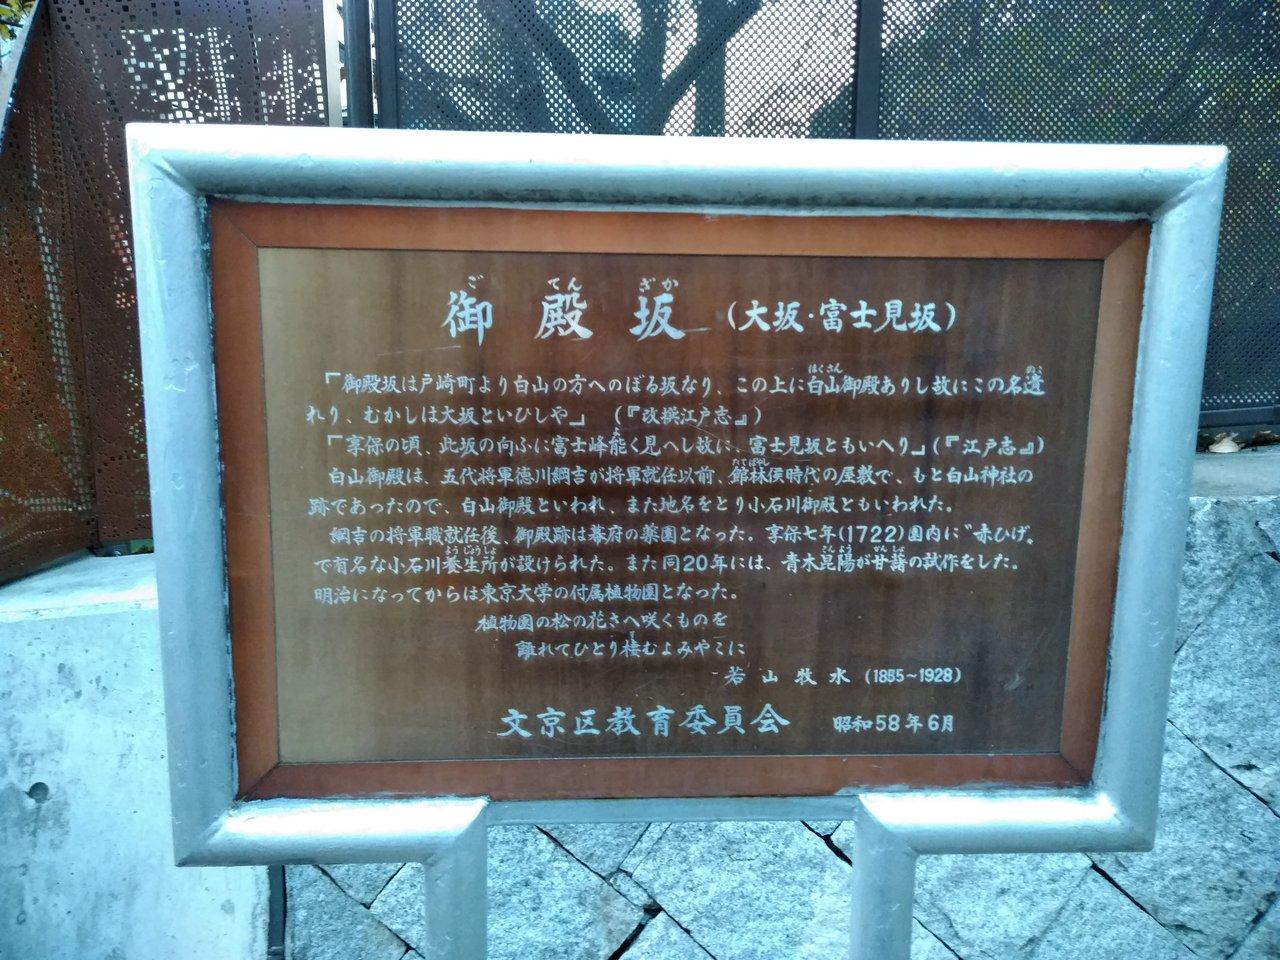 御殿坂(大坂・富士見坂)
「御殿坂は戸崎町より白山の方へのぼる坂なり、この上に白山御殿ありし故にこの名遺
れり、むかしは大坂といひしや」(『改撰江戸志』)
「享保の頃、此坂の向ふに富士峰能く見へし故に、富士見坂ともいへり」(『江戸志』)
白山御殿は、五代将軍徳川綱吉が将軍就任以前、館林侯時代の屋敷で、もと白山神社の
跡であったので、白山御殿といわれ、また地名をとり小石川御殿ともいわれた。
綱吉の将軍職就任後、御殿跡は幕府の薬園となった。享保七年(1722)園内に〝赤ひげ〟
で有名な小石川養生所が設けられた。また同20年には、青木昆陽が甘藷の試作をした。
明治になってからは東京大学の付属植物園となった。
植物園の松の花さへ咲くものを
離れてひとり棲むよみやこに
若山牧水(1855〜1928)
文京区教育委員会 昭和58年6月